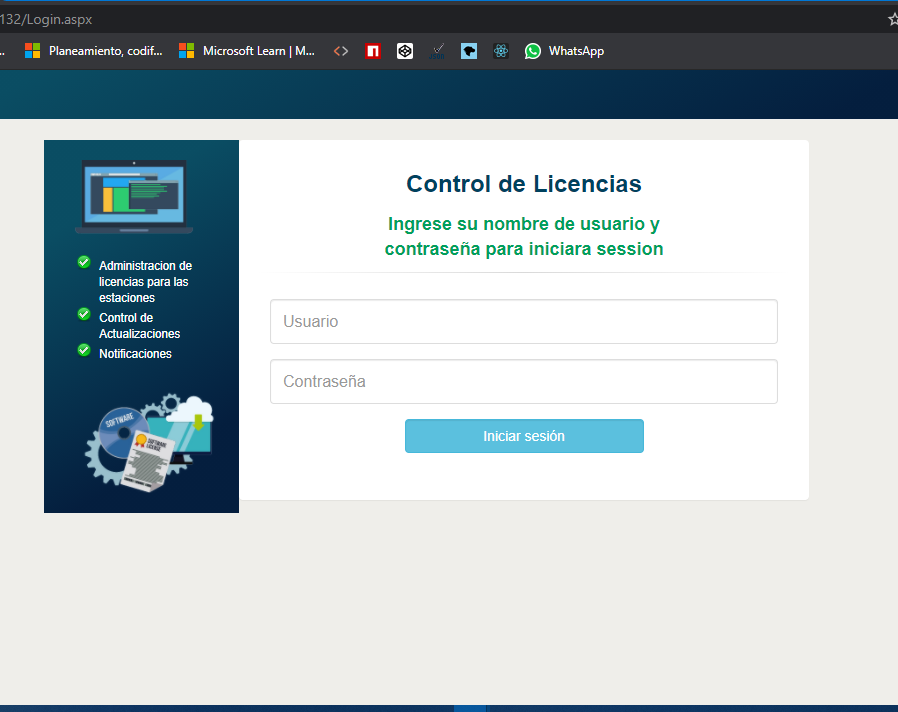 132/Login.aspx
Planeamiento, codif...
Microsoft Learn | M...
WhatsApp
Control de Licencias
Ingrese su nombre de usuario y
contraseña para iniciara session
Administracion de
licencias para las
estaciones
Control de
Actualizaciones
Notificaciones
Usuario
Contraseña
Iniciar sesión
SOFTWARE
SOFTWARE
LICENSE